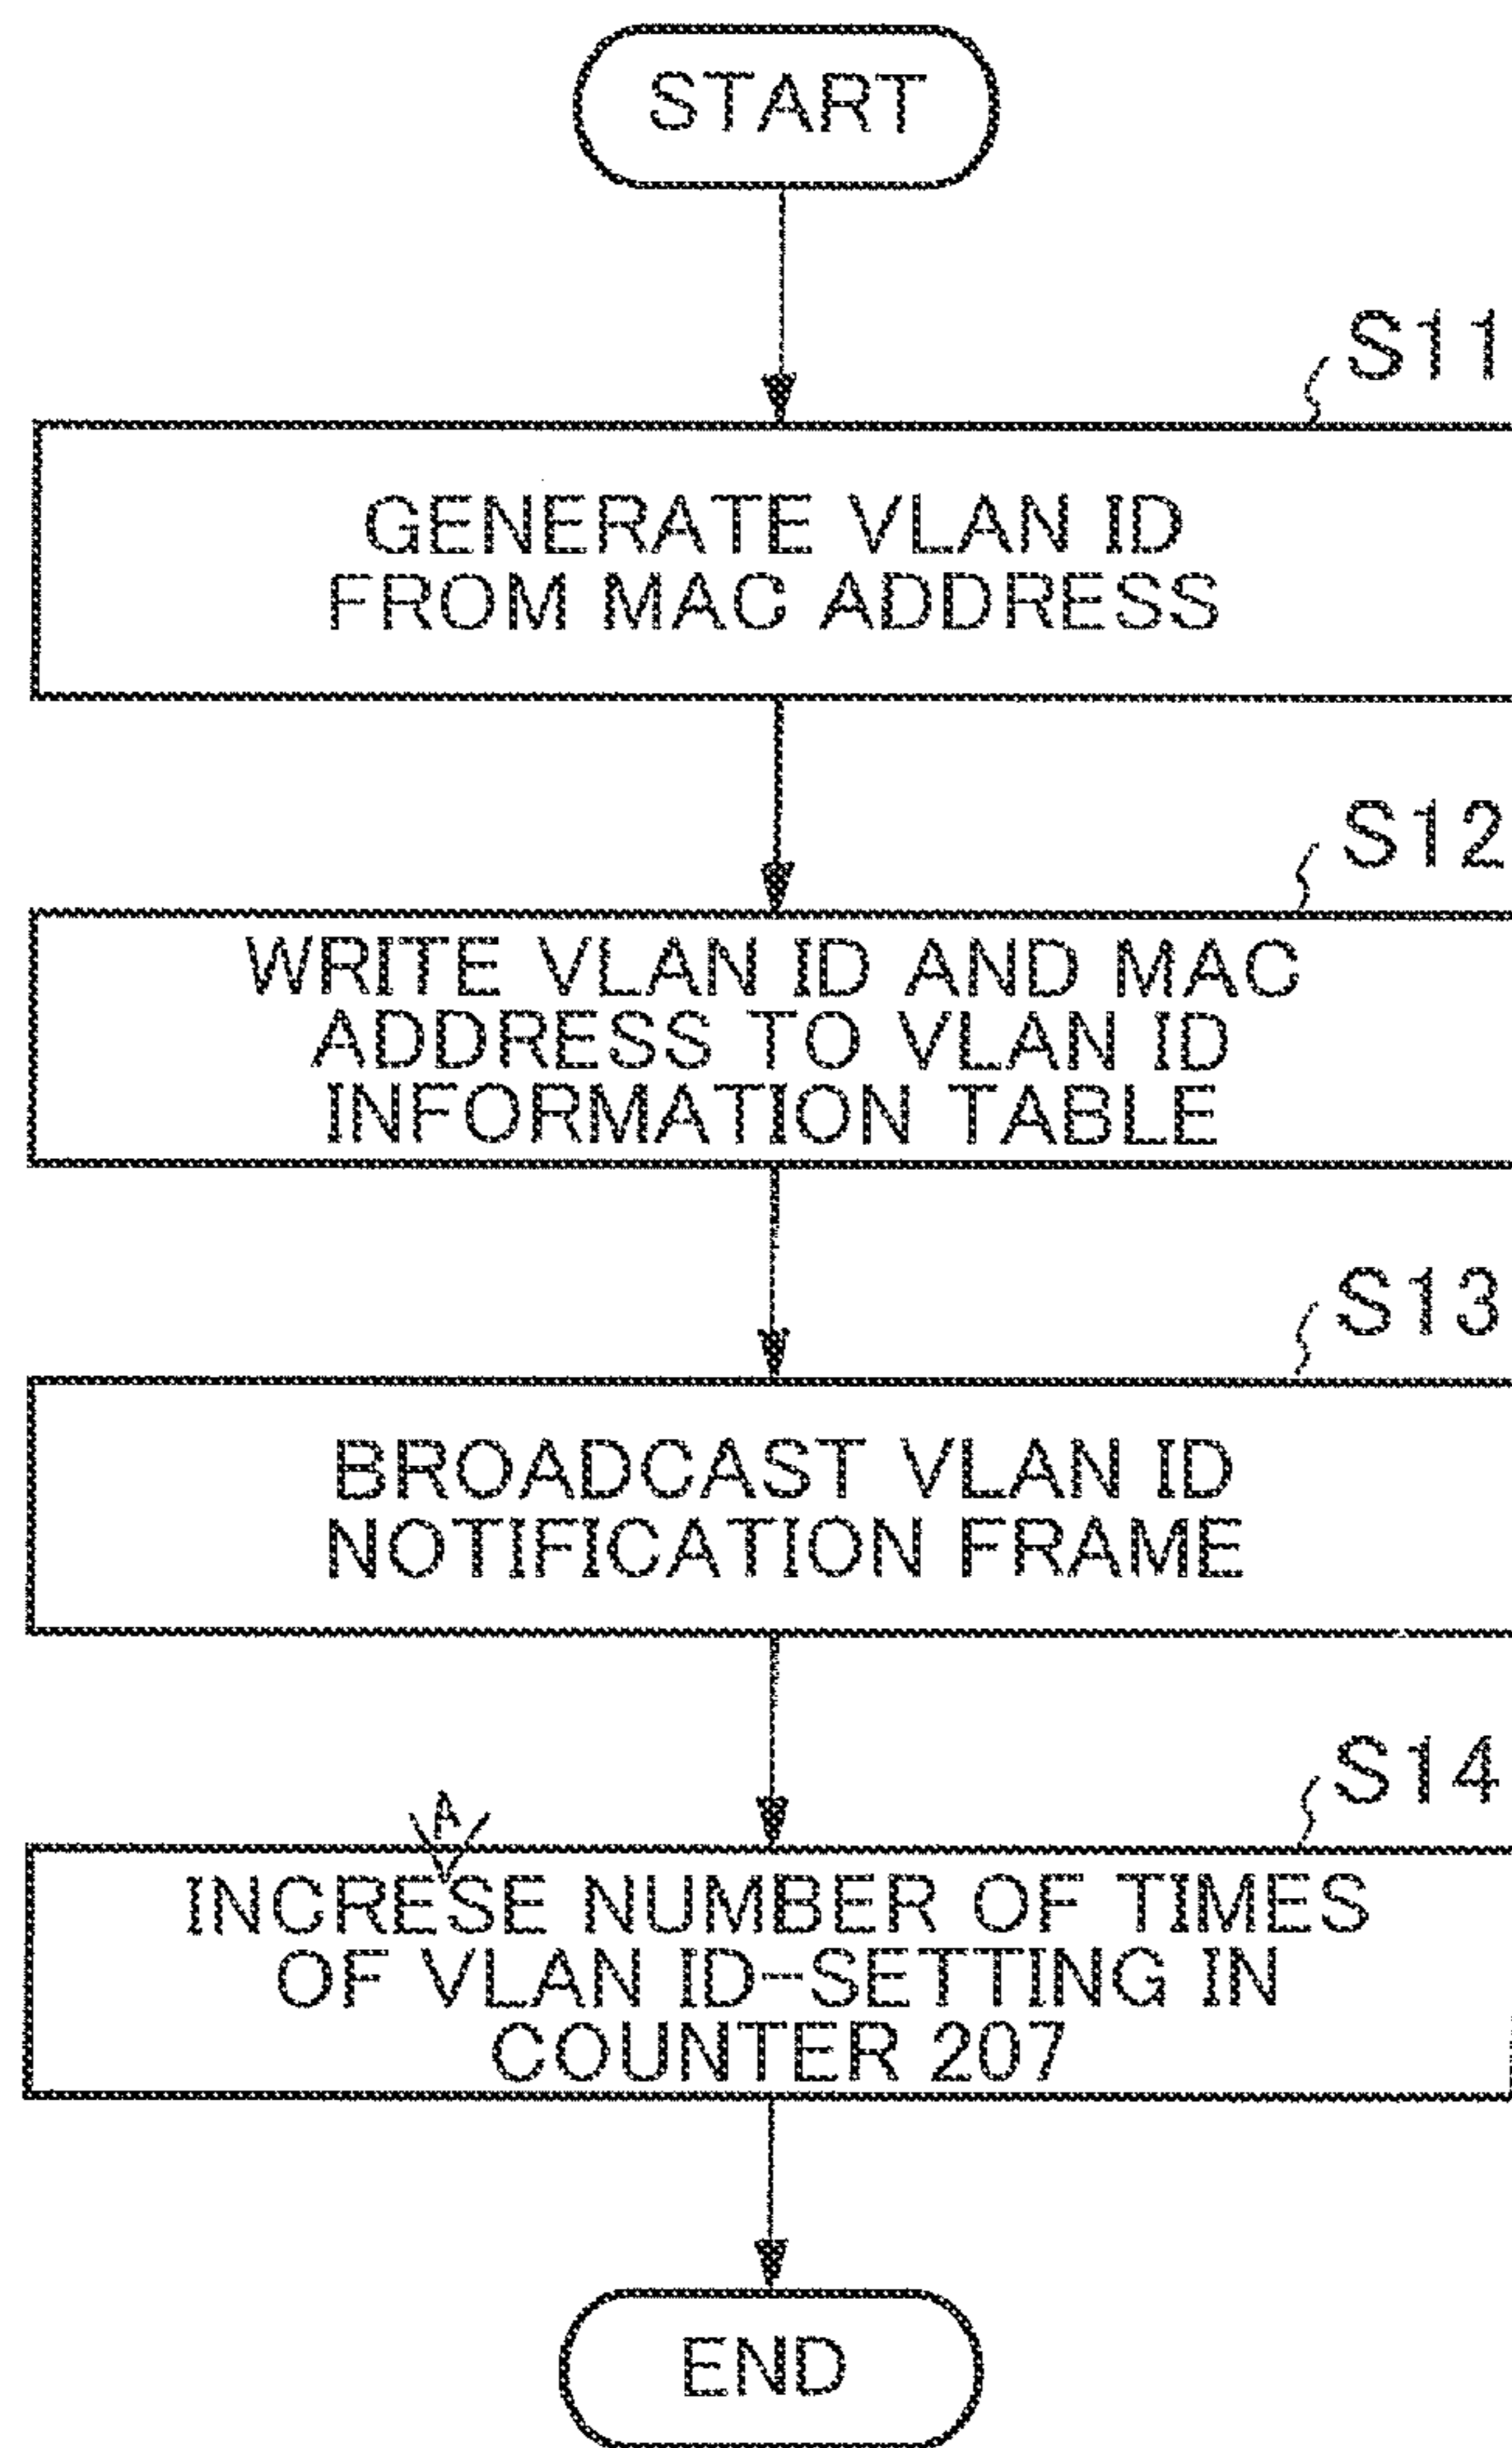 START
S11
GENERATE VLAN ID
FROM MAC ADDRESS
S12
WRITE VLAN ID AND MAC
ADDRESS TO VLAN ID
INFORMATION TABLE
S13
BROADCAST VLAN ID
NOTIFICATION FRAME
S14
A
INCRESE NUMBER OF TIMES
OF VLAN ID-SETTING IN
COUNTER 207
END